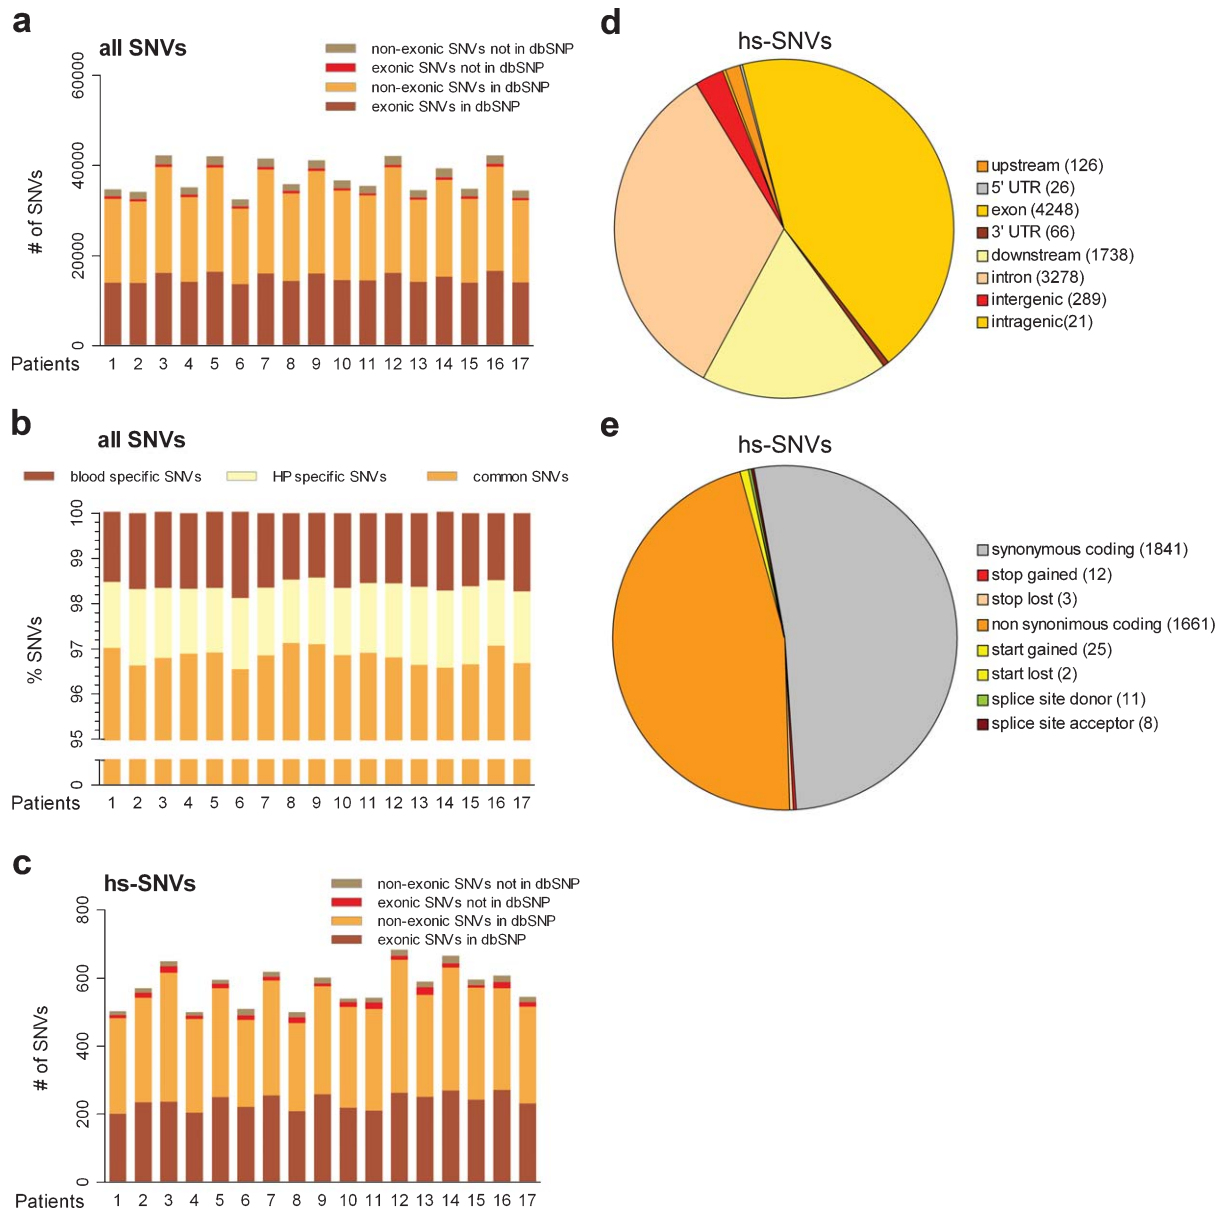 a
all SNVs
non-exonic SNVs not in dbSNP
exonic SNVs not in dbSNP
non-exonic SNVs in dbSNP
exonic SNVs in dbSNP
# of SNVs
60000
40000
20000
0
Patients 1 2 3 4 5 6 7 8 9 10 11 12 13 14 15 16 17
b
all SNVs
blood specific SNVs HP specific SNVs common SNVs
% SNVs
100
99
98
97
96
95
0
Patients 1 2 3 4 5 6 7 8 9 10 11 12 13 14 15 16 17
c
hs-SNVs
non-exonic SNVs not in dbSNP
exonic SNVs not in dbSNP
non-exonic SNVs in dbSNP
exonic SNVs in dbSNP
# of SNVs
800
600
400
200
0
Patients 1 2 3 4 5 6 7 8 9 10 11 12 13 14 15 16 17
d
hs-SNVs
upstream (126)
5' UTR (26)
exon (4248)
3' UTR (66)
downstream (1738)
intron (3278)
intergenic (289)
intragenic(21)
e
hs-SNVs
synonymous coding (1841)
stop gained (12)
stop lost (3)
non synonimous coding (1661)
start gained (25)
start lost (2)
splice site donor (11)
splice site acceptor (8)